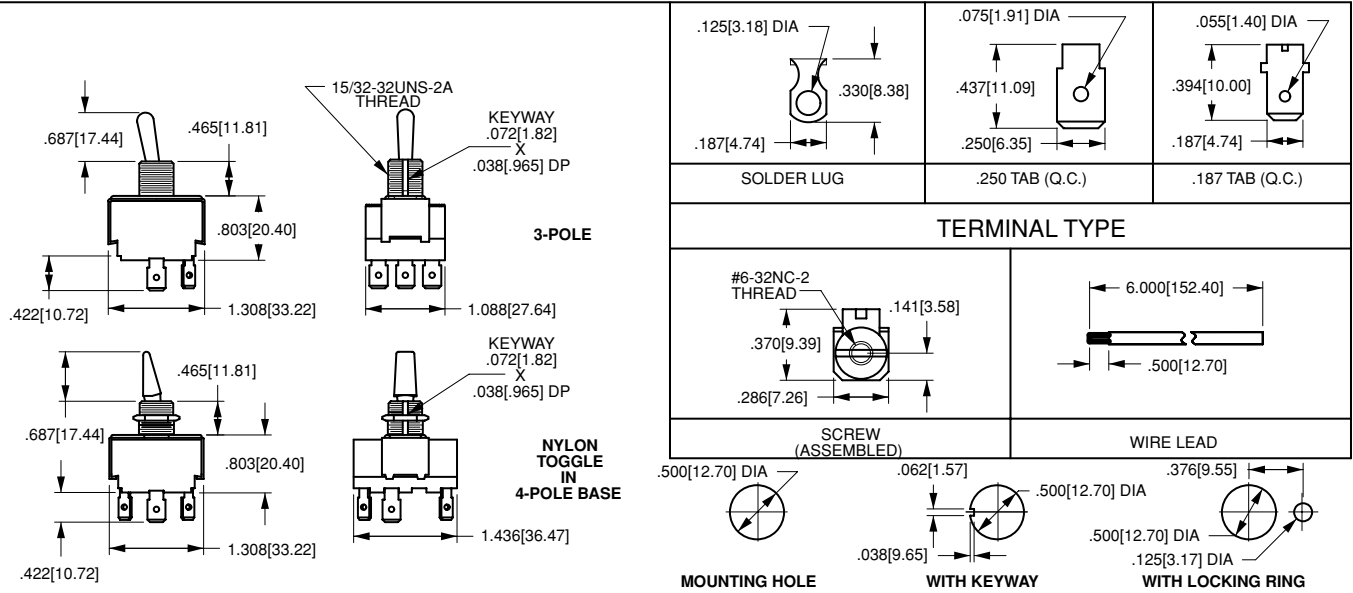 15/32-32UNS-2A
THREAD
KEYWAY
.072[1.82]
X
.038[.965] DP
.687[17.44]
.465[11.81]
.803[20.40]
3-POLE
.422[10.72]
1.308[33.22]
1.088[27.64]
KEYWAY
.072[1.82]
X
.038[.965] DP
.465[11.81]
.687[17.44]
.803[20.40]
NYLON
TOGGLE
IN
4-POLE BASE
1.308[33.22]
1.436[36.47]
.422[10.72]
.125[3.18] DIA
.330[8.38]
.187[4.74]
SOLDER LUG
.075[1.91] DIA
.437[11.09]
.250[6.35]
.250 TAB (Q.C.)
.055[1.40] DIA
.394[10.00]
.187[4.74]
.187 TAB (Q.C.)
TERMINAL TYPE
#6-32NC-2
THREAD
.141[3.58]
.370[9.39]
.286[7.26]
SCREW
(ASSEMBLED)
6.000[152.40]
.500[12.70]
WIRE LEAD
.500[12.70] DIA
MOUNTING HOLE
.062[1.57]
.500[12.70] DIA
.038[9.65]
WITH KEYWAY
.376[9.55]
.500[12.70] DIA
.125[3.17] DIA
WITH LOCKING RING